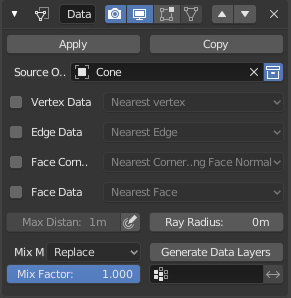 Data
Apply Copy
Source O.. Cone
Vertex Data Nearest vertex
Edge Data Nearest Edge
Face Corn.. Nearest Corner..ng Face Normal
Face Data Nearest Face
Max Distan: 1m Ray Radius: 0m
Mix M Replace Generate Data Layers
Mix Factor: 1.000